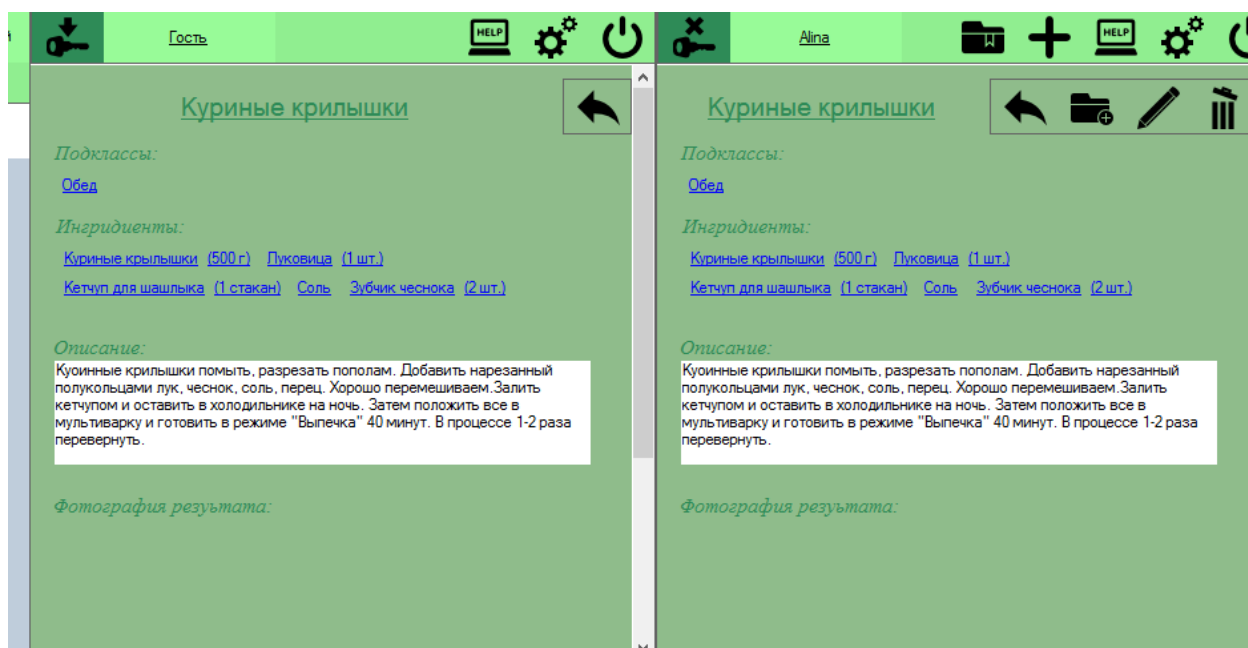 й
Гость
HELP
Куриные крилышки
Подклассы:
Обед
Ингридиенты:
Куриные крылышки (500 г) Луковица (1 шт.)
Кетчуп для шашлыка (1 стакан) Соль Зубчик чеснока (2 шт.)
Описание:
Куоинные крилышки помыть, разрезать пополам. Добавить нарезанный
полукольцами лук, чеснок, соль, перец. Хорошо перемешиваем.Залить
кетчупом и оставить в холодильнике на ночь. Затем положить все в
мультиварку и готовить в режиме "Выпечка" 40 минут. В процессе 1-2 раза
перевернуть.
Фотография резуьтата:
Alina
HELP
Куриные крилышки
Подклассы:
Обед
Ингридиенты:
Куриные крылышки (500 г) Луковица (1 шт.)
Кетчуп для шашлыка (1 стакан) Соль Зубчик чеснока (2 шт.)
Описание:
Куоинные крилышки помыть, разрезать пополам. Добавить нарезанный
полукольцами лук, чеснок, соль, перец. Хорошо перемешиваем.Залить
кетчупом и оставить в холодильнике на ночь. Затем положить все в
мультиварку и готовить в режиме "Выпечка" 40 минут. В процессе 1-2 раза
перевернуть.
Фотография резуьтата: